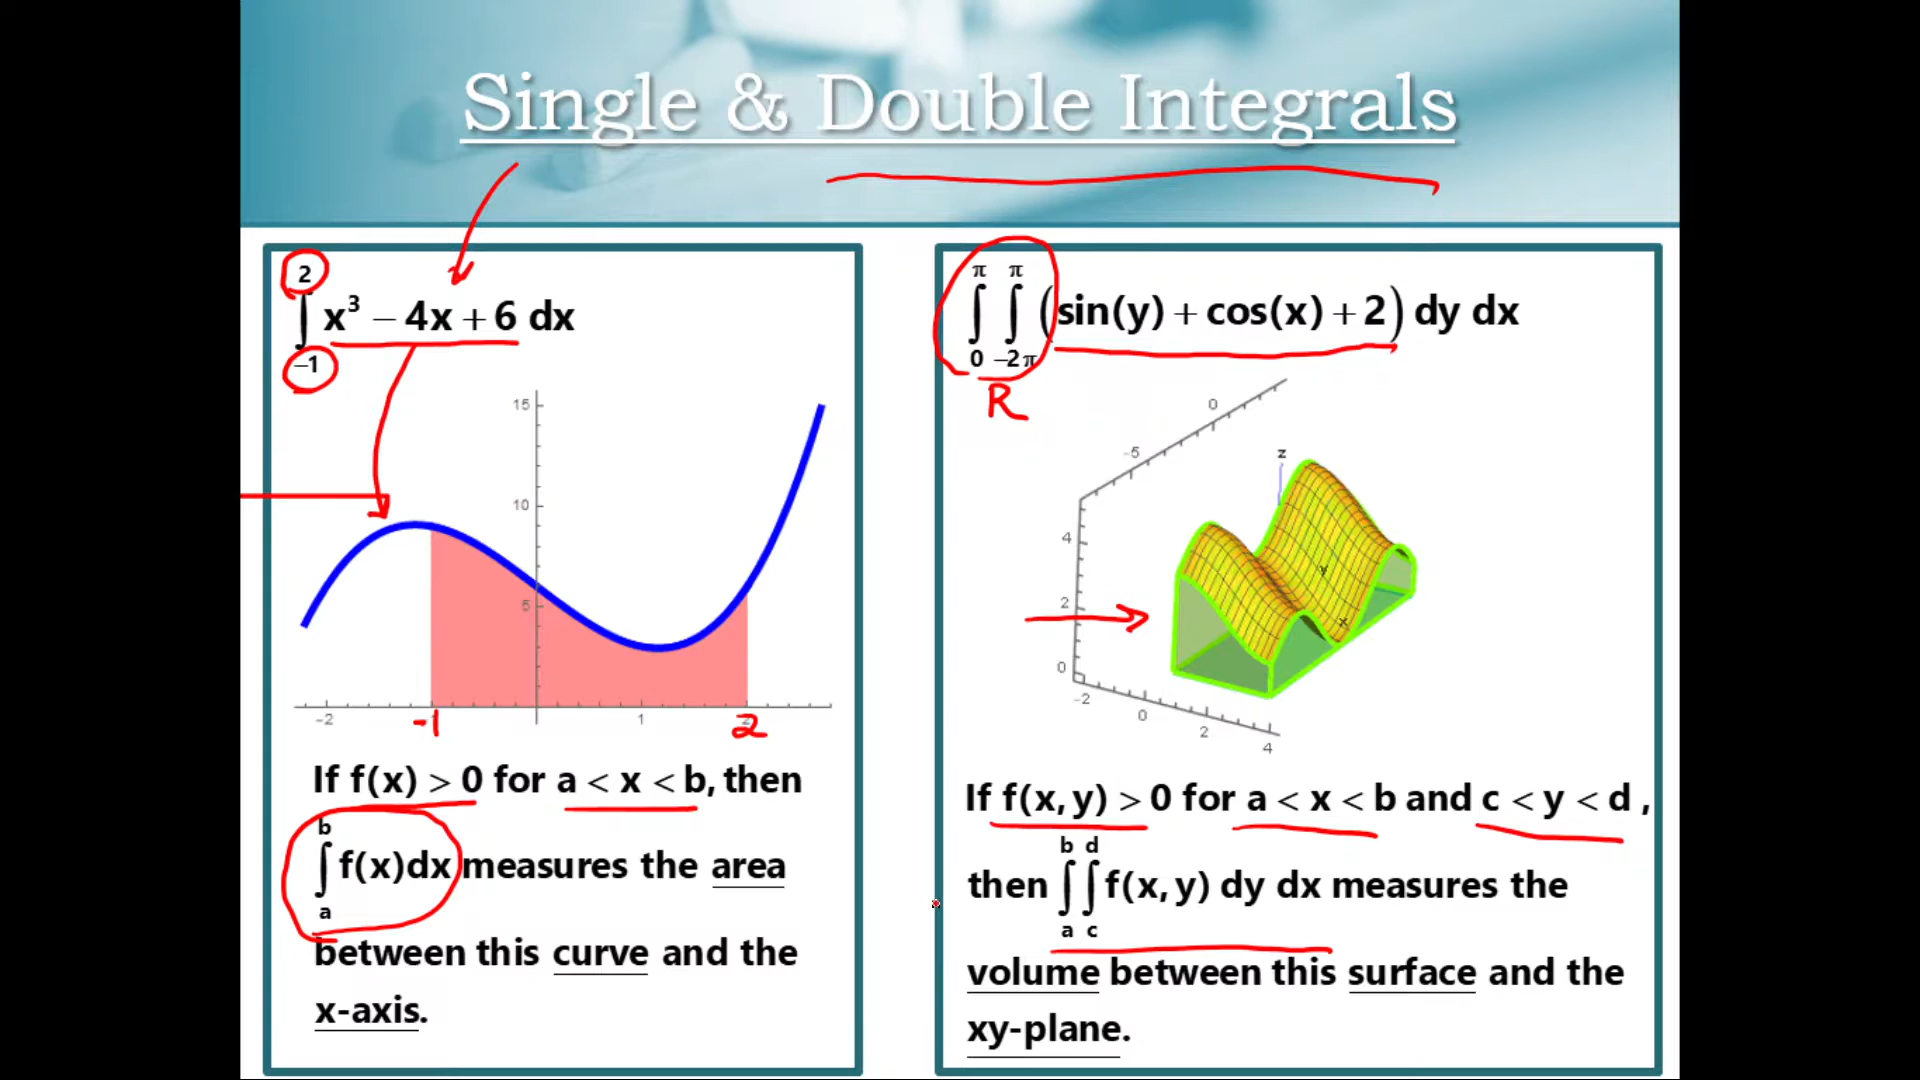 Single & Double Integrals
2
∫ x³ − 4x + 6 dx
−1
15
10
5
-2
-1
1
2
If f(x) > 0 for a < x < b, then
b
∫ f(x)dx measures the area
a
between this curve and the
x-axis.
π π
∫ ∫ (sin(y) + cos(x) + 2) dy dx
0 −2π
R
0
-5
z
4
2
0
y
x
-2
0
2
4
If f(x, y) > 0 for a < x < b and c < y < d ,
b d
then ∫ ∫ f(x, y) dy dx measures the
a c
volume between this surface and the
xy-plane.